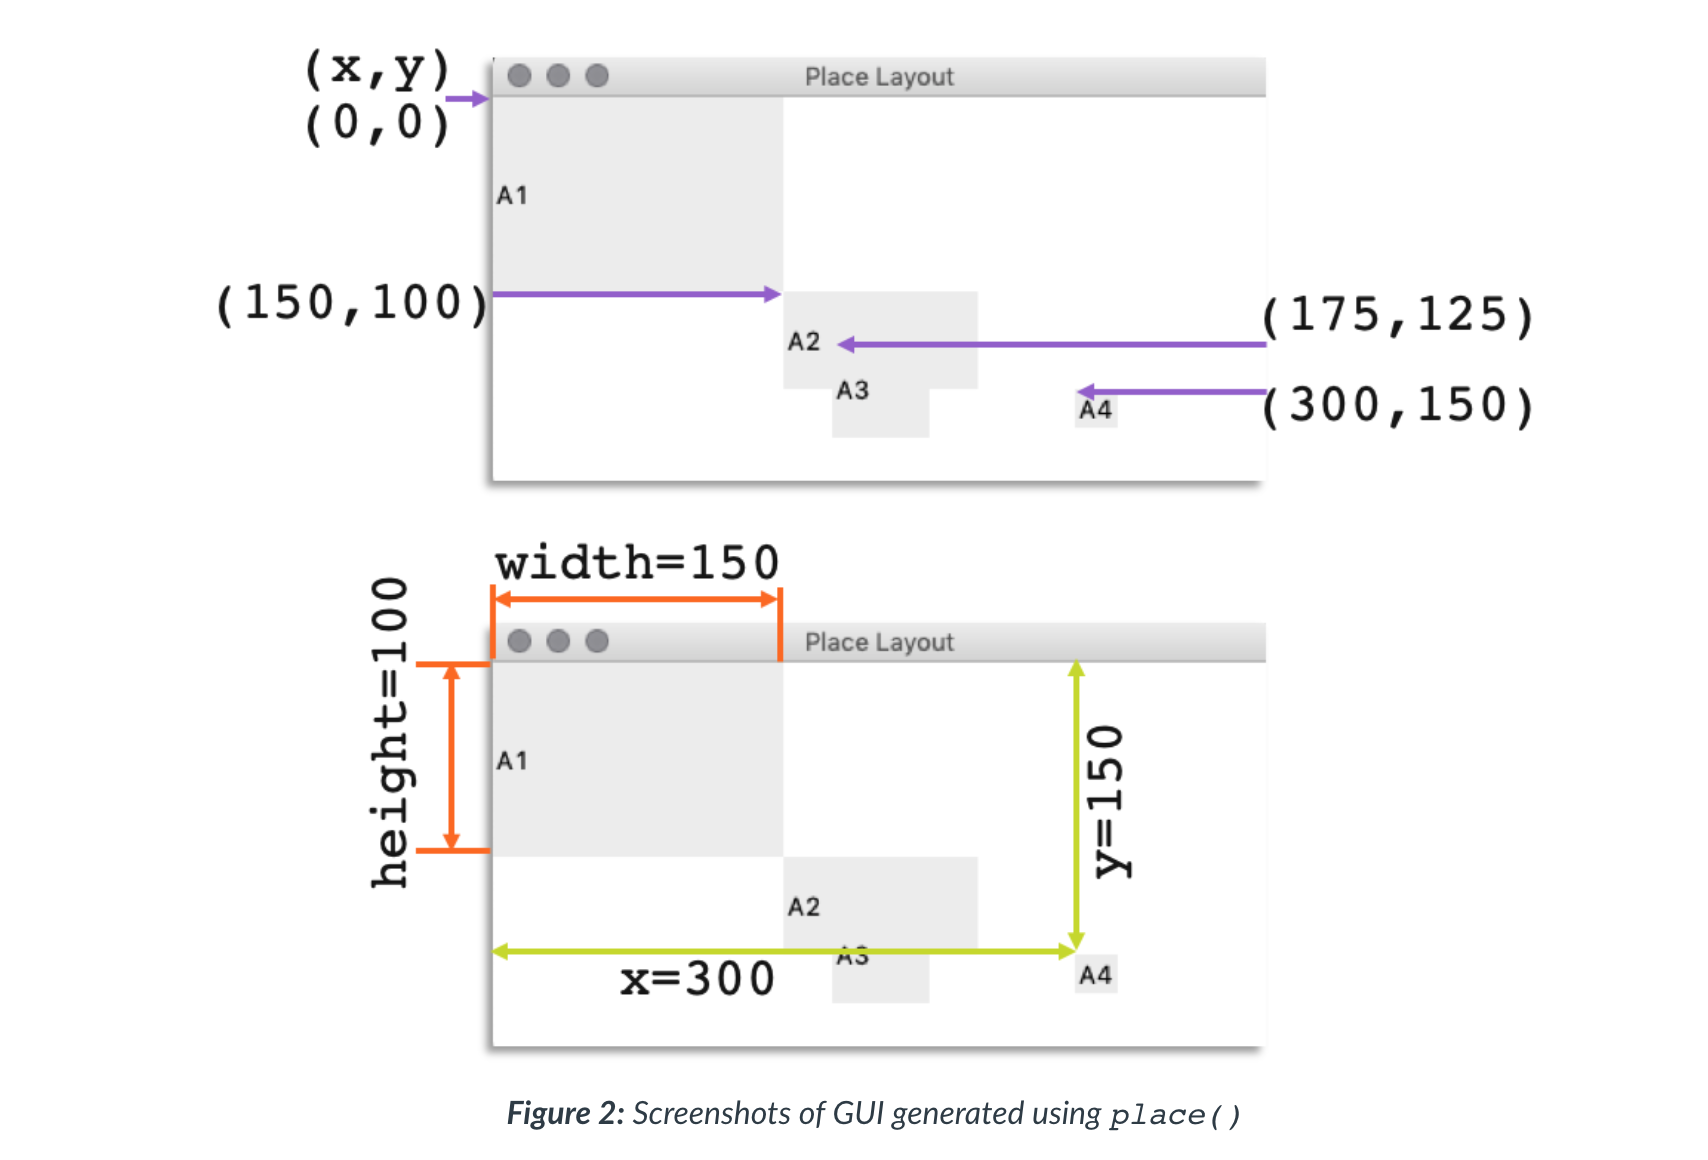 (x,y)
(0,0)
Place Layout
A1
(150,100)
A2
(175,125)
A3
A4
(300,150)
width=150
height=100
Place Layout
A1
y=150
A2
A3
x=300
A4
Figure 2: Screenshots of GUI generated using place()